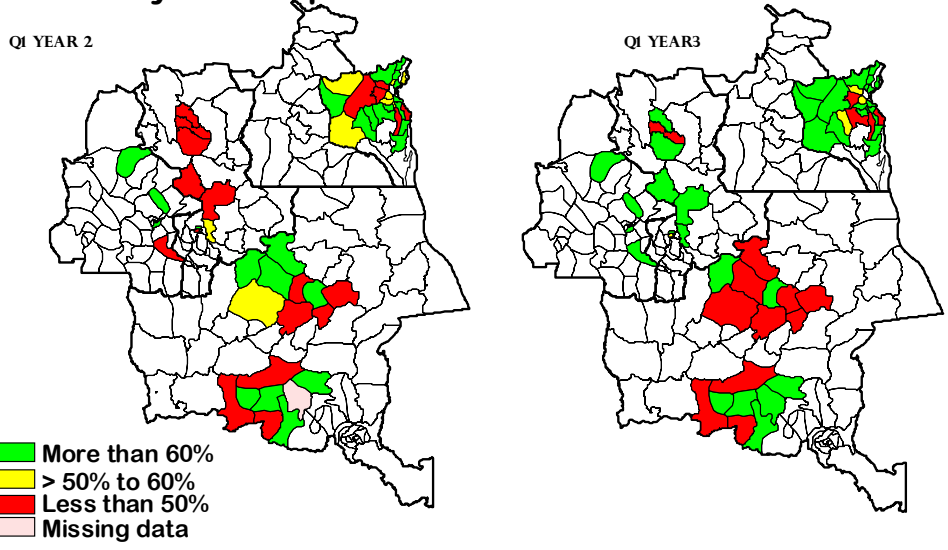 Q1 YEAR 2
Q1 YEAR3
More than 60%
> 50% to 60%
Less than 50%
Missing data